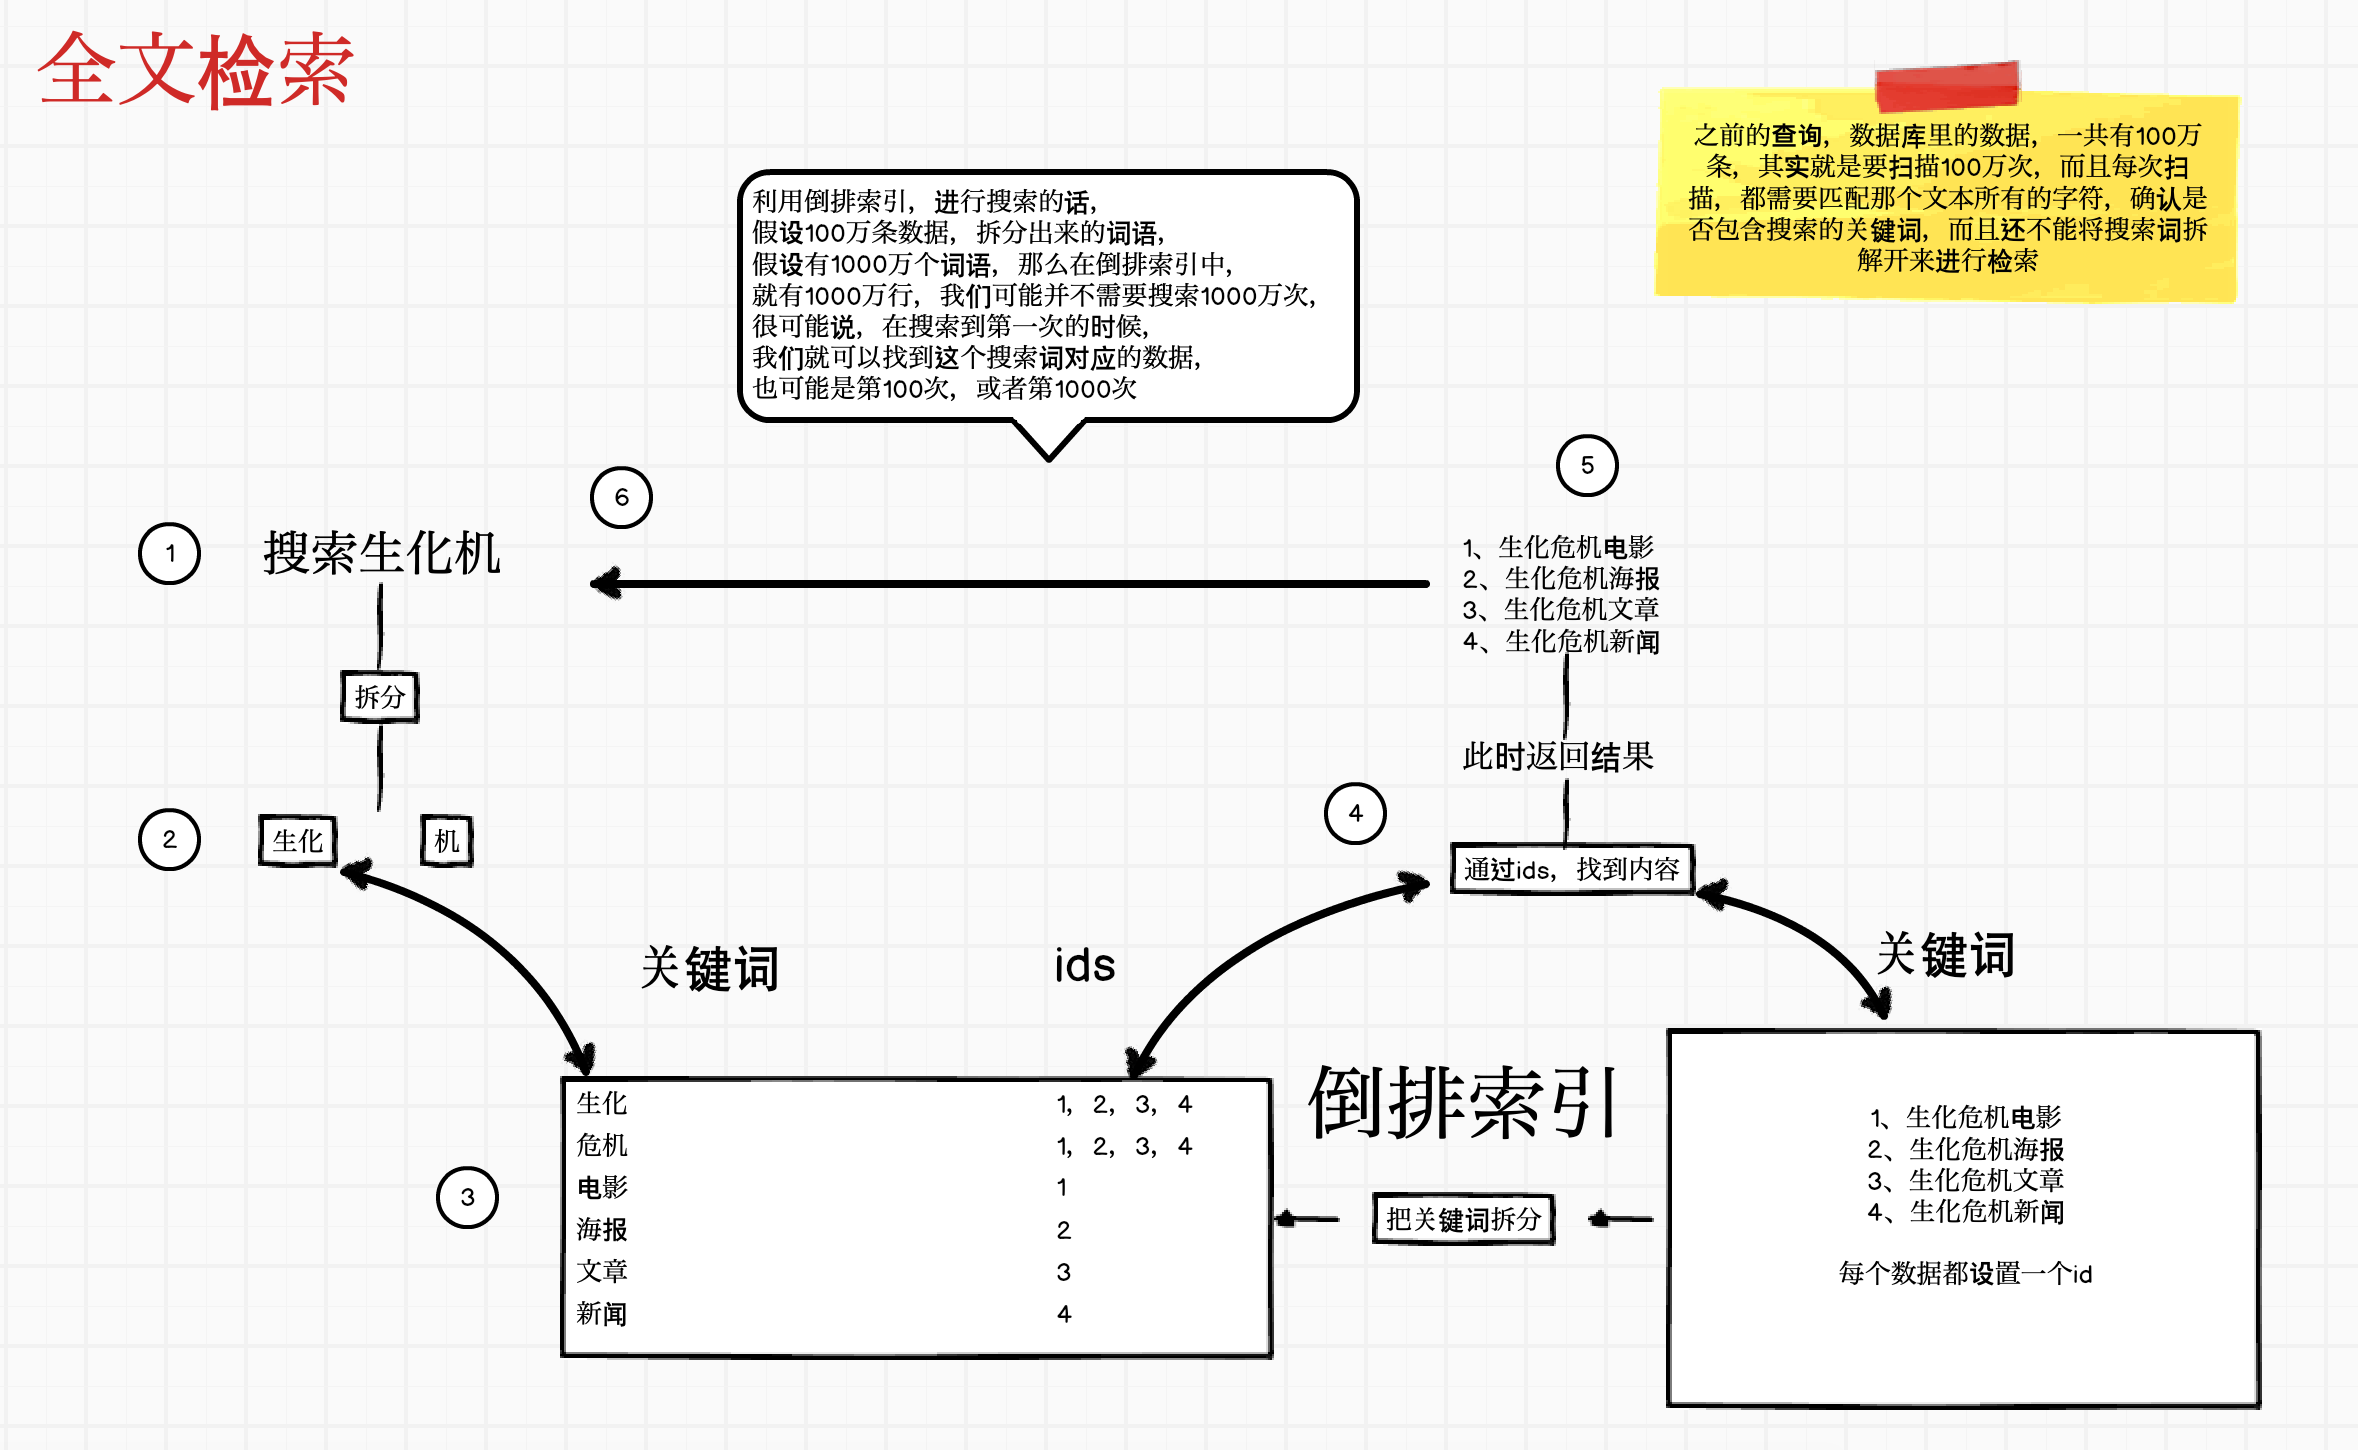 全文检索
之前的查询，数据库里的数据，一共有100万
条，其实就是要扫描100万次，而且每次扫
描，都需要匹配那个文本所有的字符，确认是
否包含搜索的关键词，而且还不能将搜索词拆
解开来进行检索
利用倒排索引，进行搜索的话，
假设100万条数据，拆分出来的词语，
假设有1000万个词语，那么在倒排索引中，
就有1000万行，我们可能并不需要搜索1000万次，
很可能说，在搜索到第一次的时候，
我们就可以找到这个搜索词对应的数据，
也可能是第100次，或者第1000次
5
6
1
搜索生化机
1、生化危机电影
2、生化危机海报
3、生化危机文章
4、生化危机新闻
拆分
此时返回结果
4
2
生化
机
通过ids，找到内容
关键词
ids
关键词
倒排索引
生化 1，2，3，4
危机 1，2，3，4
电影 1
海报 2
文章 3
新闻 4
3
把关键词拆分
1、生化危机电影
2、生化危机海报
3、生化危机文章
4、生化危机新闻
每个数据都设置一个id